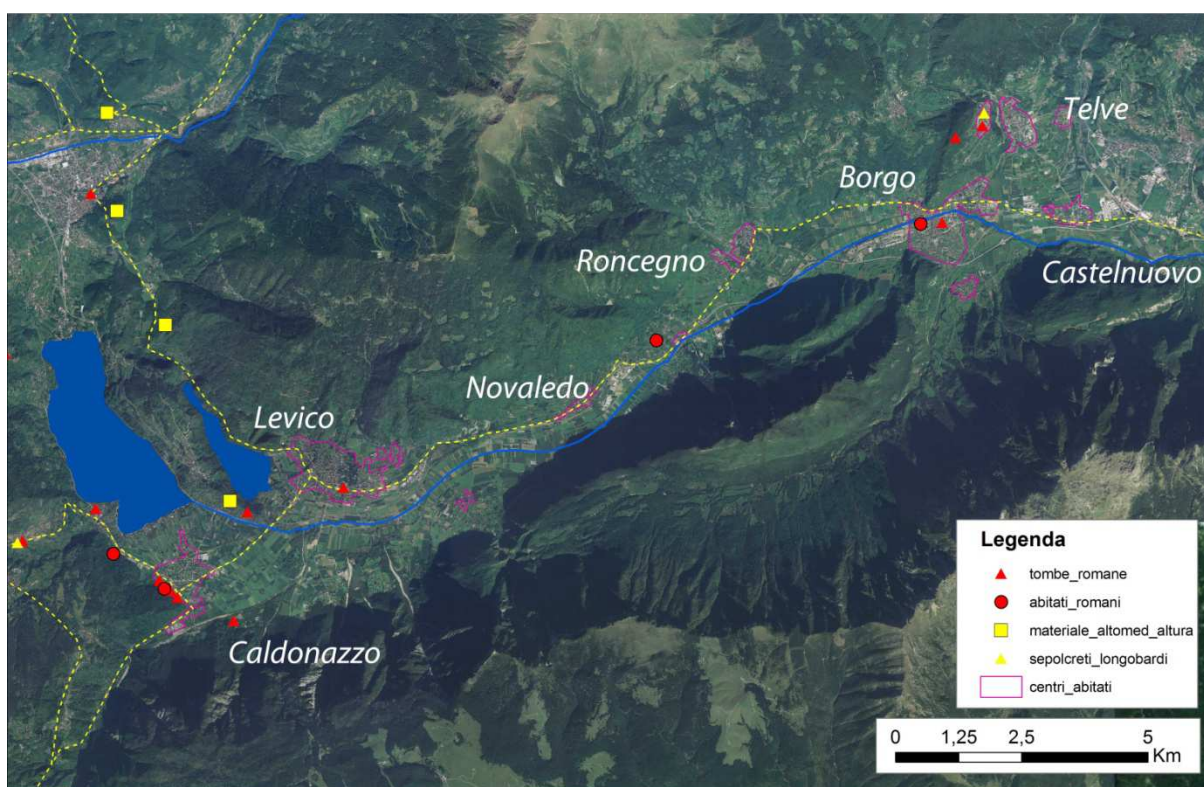 Telve
Borgo
Roncegno
Castelnuovo
Novaledo
Levico
Caldonazzo
Legenda
tombe_romane
abitati_romani
materiale_altomed_altura
sepolcreti_longobardi
centri_abitati
0 1,25 2,5 5
Km